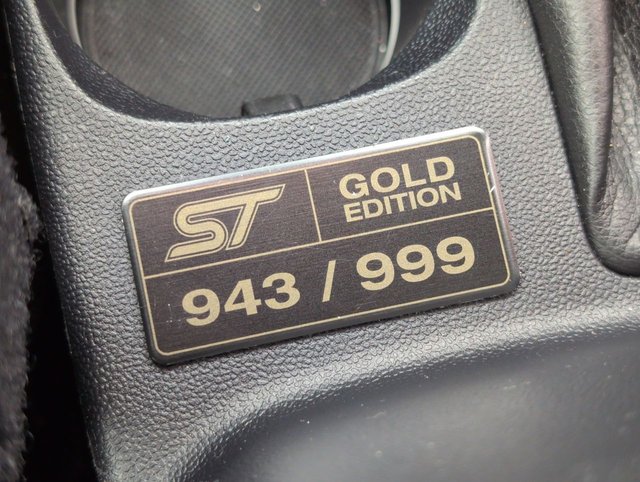 ST
GOLD
EDITION
943 / 999